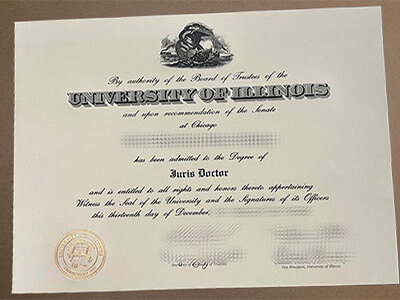 By authority of the Board of Trustees of the
UNIVERSITY OF ILLINOIS
and upon recommendation of the Senate
at Chicago
has been admitted to the Degree of
Juris Doctor
and is entitled to all rights and honors thereto appertaining
Witness the Seal of the University and the Signatures of its Officers
this thirteenth day of December,
Vice President, University of Illinois